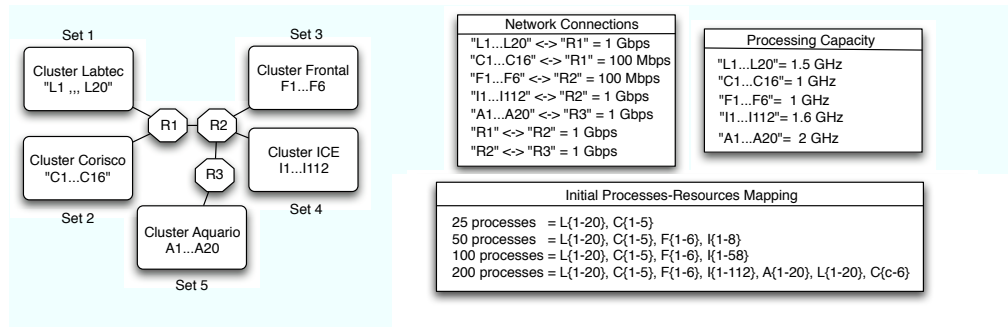 Set 1
Cluster Labtec
"L1 ,,, L20"
Set 3
Cluster Frontal
F1...F6
R1
R2
R3
Cluster Corisco
"C1...C16"
Set 2
Cluster ICE
I1...I112
Set 4
Cluster Aquario
A1...A20
Set 5
Network Connections
"L1...L20" <-> "R1" = 1 Gbps
"C1...C16" <-> "R1" = 100 Mbps
"F1...F6" <-> "R2" = 100 Mbps
"I1...I112" <-> "R2" = 1 Gbps
"A1...A20" <-> "R3" = 1 Gbps
"R1" <-> "R2" = 1 Gbps
"R2" <-> "R3" = 1 Gbps
Processing Capacity
"L1...L20"= 1.5 GHz
"C1...C16"= 1 GHz
"F1...F6"= 1 GHz
"I1...I112"= 1.6 GHz
"A1...A20"= 2 GHz
Initial Processes-Resources Mapping
25 processes = L{1-20}, C{1-5}
50 processes = L{1-20}, C{1-5}, F{1-6}, I{1-8}
100 processes = L{1-20}, C{1-5}, F{1-6}, I{1-58}
200 processes = L{1-20}, C{1-5}, F{1-6}, I{1-112}, A{1-20}, L{1-20}, C{c-6}